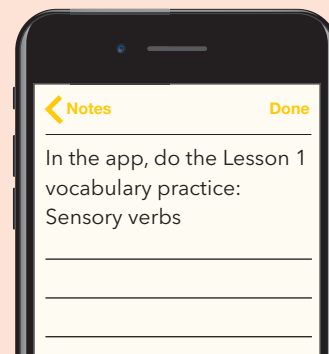 Notes Done
In the app, do the Lesson 1
vocabulary practice:
Sensory verbs